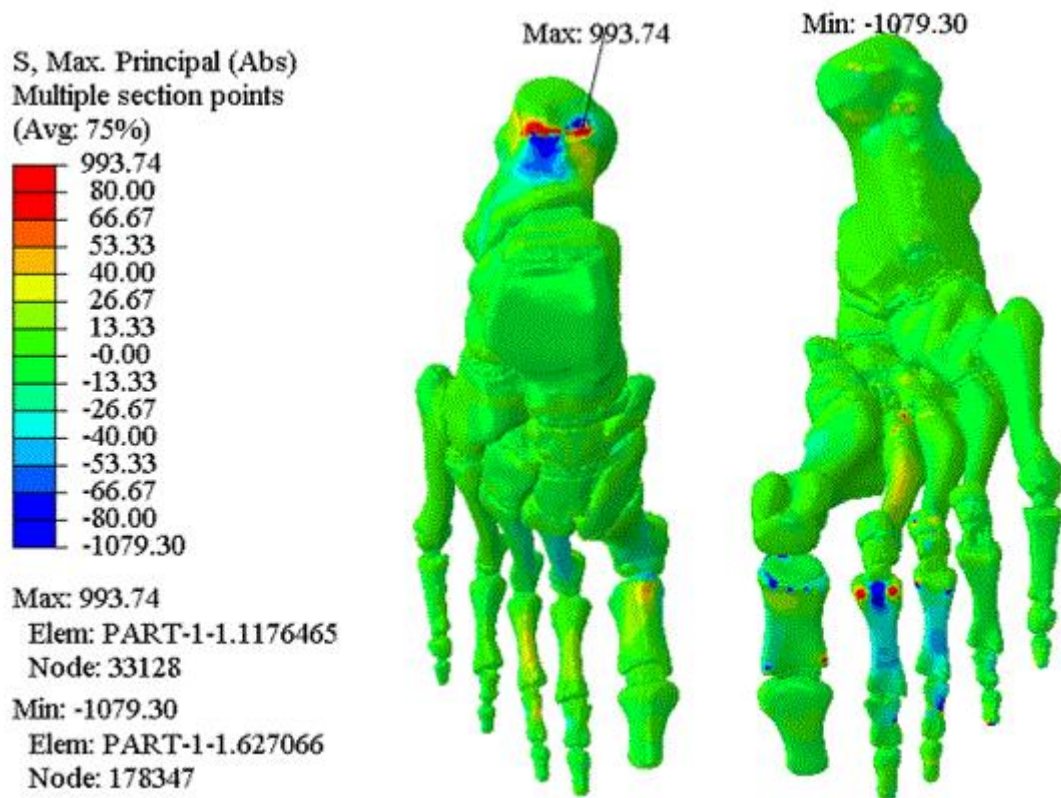 Max: 993.74
Min: -1079.30
S, Max. Principal (Abs)
Multiple section points
(Avg: 75%)
993.74
80.00
66.67
53.33
40.00
26.67
13.33
-0.00
-13.33
-26.67
-40.00
-53.33
-66.67
-80.00
-1079.30
Max: 993.74
Elem: PART-1-1.1176465
Node: 33128
Min: -1079.30
Elem: PART-1-1.627066
Node: 178347